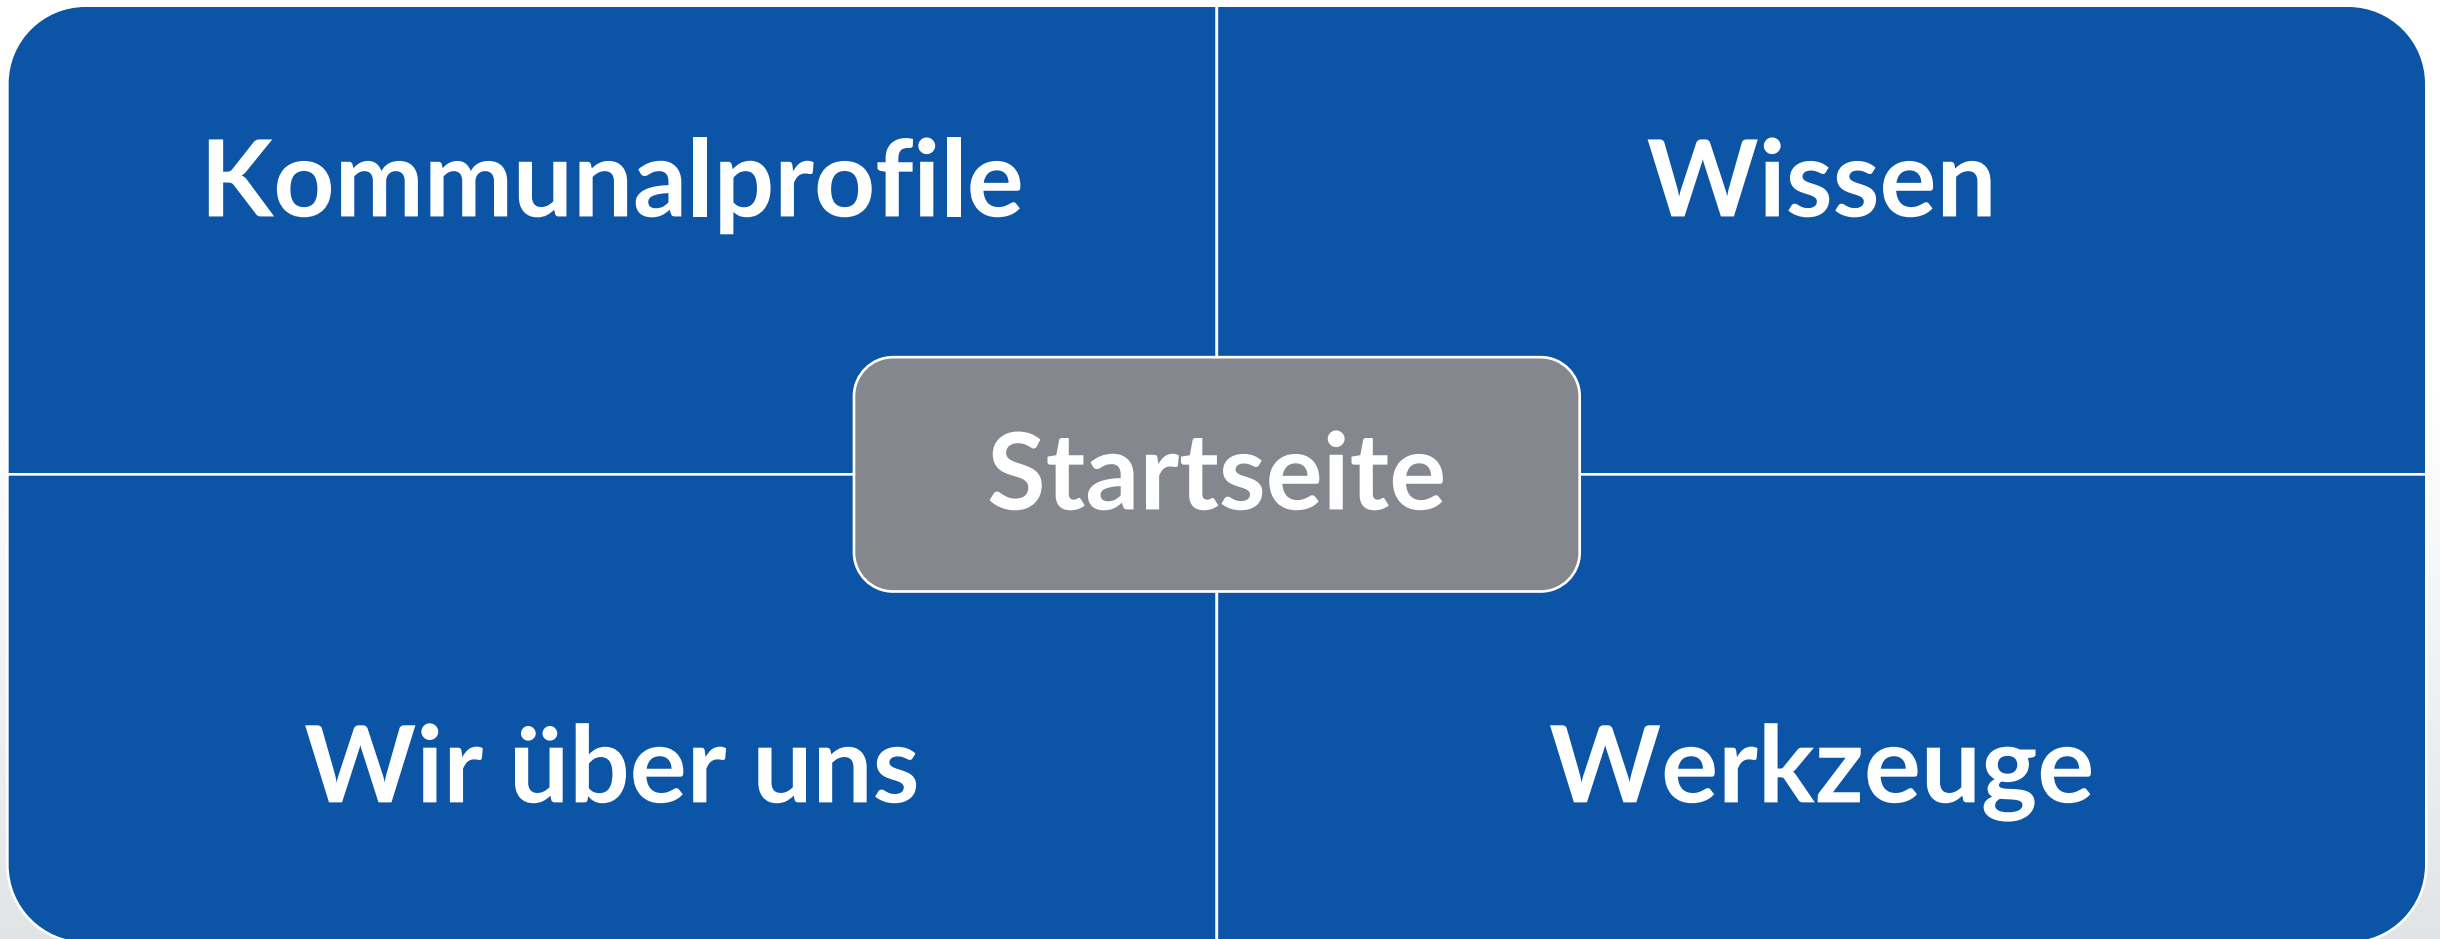 Kommunalprofile
Wissen
Startseite
Wir über uns
Werkzeuge